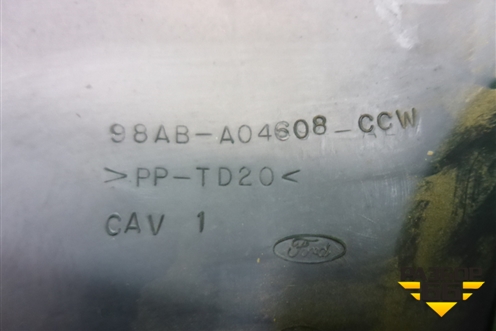 98AB-A04608-CCW
>PP-TD20<
CAV 1
Ford